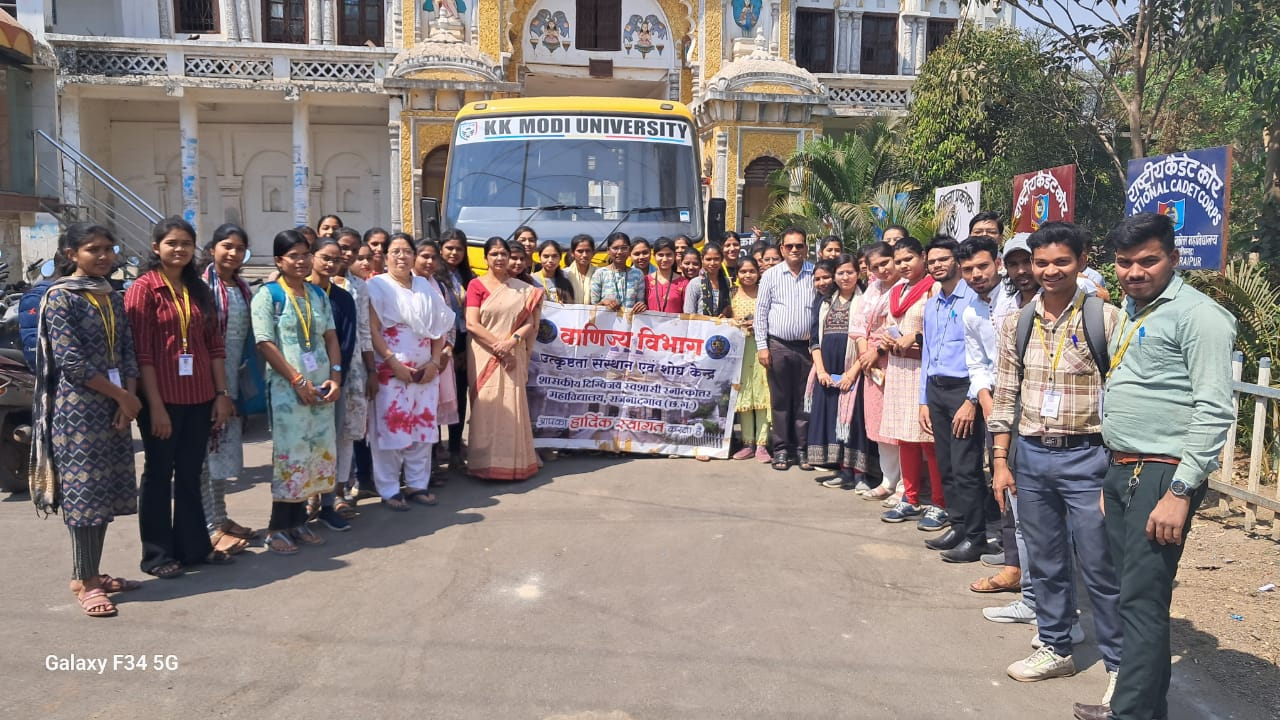 KK MODI UNIVERSITY
राष्ट्रीय कैडेट कोर
राष्ट्रीय कैडेट कोर
NATIONAL CADET CORPS
RAIPUR
वाणिज्य विभाग
उत्कृष्टता संस्थान एवं शोध केन्द्र
शासकीय दिग्विजय स्वशासी स्नातकोत्तर
महाविद्यालय, राजनांदगांव (छ.ग.)
आपका हार्दिक स्वागत करता है
Galaxy F34 5G